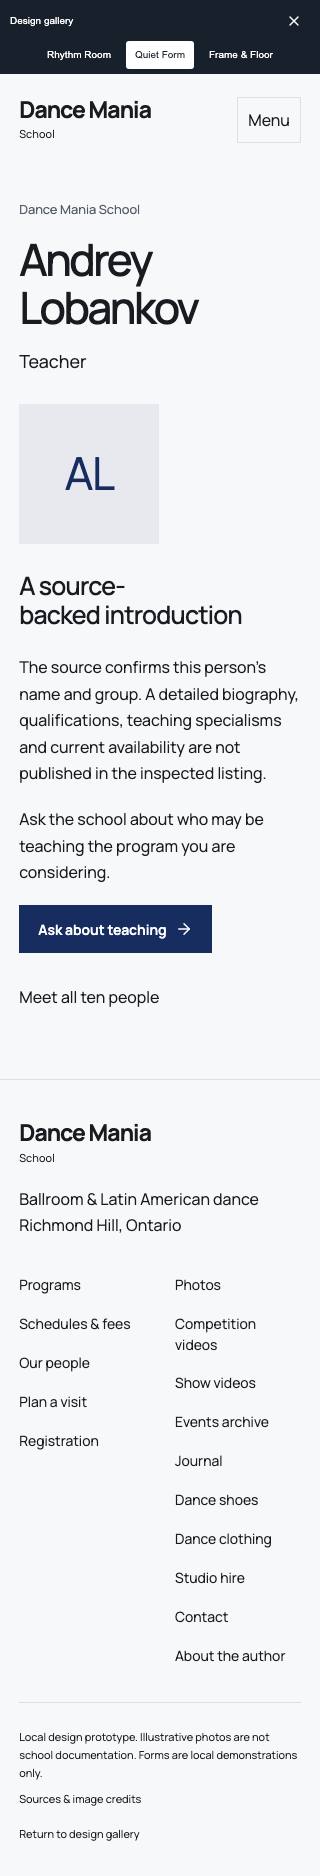 Design gallery
Rhythm Room
Quiet Form
Frame & Floor
Dance Mania
School
Menu
Dance Mania School
Andrey
Lobankov
Teacher
AL
A source-
backed introduction
The source confirms this person's
name and group. A detailed biography,
qualifications, teaching specialisms
and current availability are not
published in the inspected listing.
Ask the school about who may be
teaching the program you are
considering.
Ask about teaching
Meet all ten people
Dance Mania
School
Ballroom & Latin American dance
Richmond Hill, Ontario
Programs
Schedules & fees
Our people
Plan a visit
Registration
Photos
Competition
videos
Show videos
Events archive
Journal
Dance shoes
Dance clothing
Studio hire
Contact
About the author
Local design prototype. Illustrative photos are not
school documentation. Forms are local demonstrations
only.
Sources & image credits
Return to design gallery